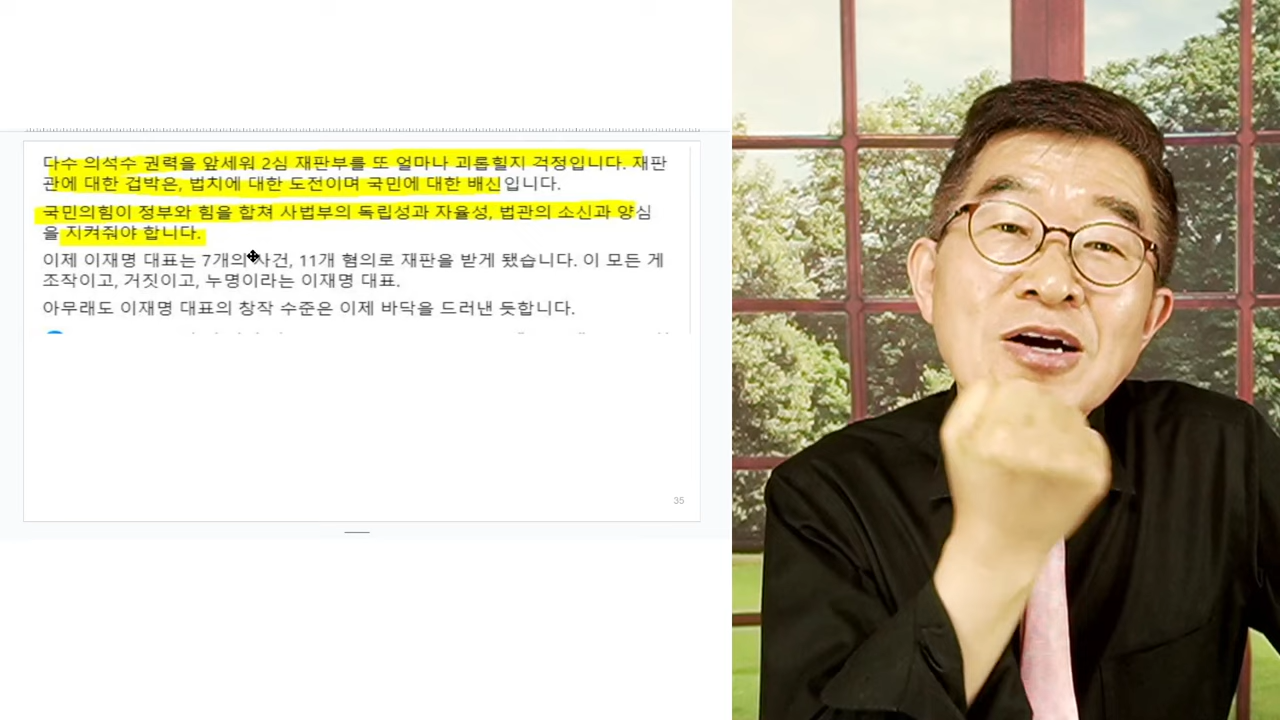 다수 의석수 권력을 앞세워 2심 재판부를 또 얼마나 괴롭힐지 걱정입니다. 재판
관에 대한 겁박은, 법치에 대한 도전이며 국민에 대한 배신입니다.
국민의힘이 정부와 힘을 합쳐 사법부의 독립성과 자율성, 법관의 소신과 양심
을 지켜줘야 합니다.
이제 이재명 대표는 7개의 사건, 11개 혐의로 재판을 받게 됐습니다. 이 모든 게
조작이고, 거짓이고, 누명이라는 이재명 대표.
아무래도 이재명 대표의 창작 수준은 이제 바닥을 드러낸 듯합니다.
35